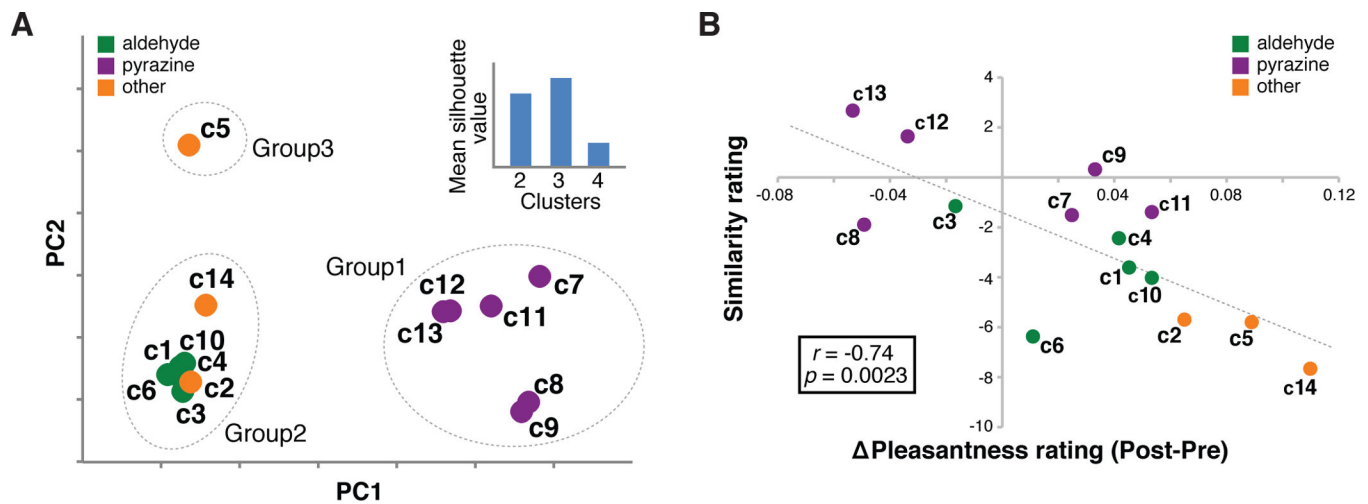 A
aldehyde
pyrazine
other
c5
Group3
Mean silhouette
value
2 3 4
Clusters
PC2
c14
c10
c1
c4
c6
c2
c3
Group2
Group1
c12
c7
c13
c11
c8
c9
PC1
B
aldehyde
pyrazine
other
4
c13
c12
2
c9
-0.08 -0.04 0.04 0.08 0.12
c3
c7
c11
c8
-2
c4
-4
c1
c10
-6
c6
c2
c5
-8
c14
-10
r = -0.74
p = 0.0023
Similarity rating
ΔPleasantness rating (Post-Pre)